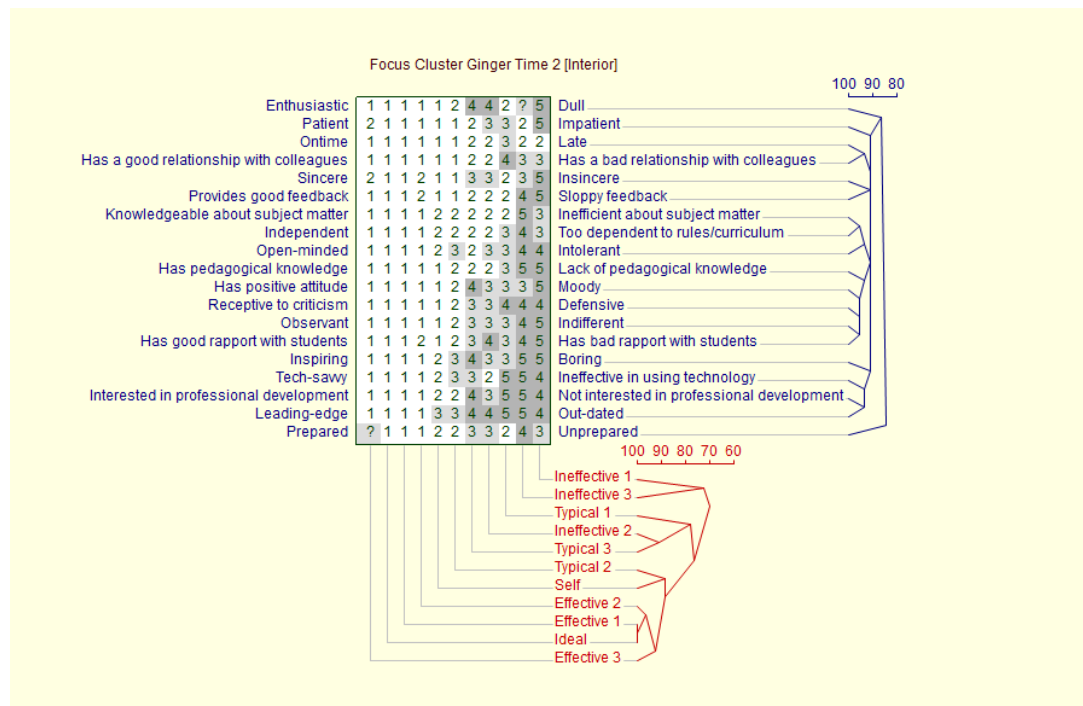 Focus Cluster Ginger Time 2 [Interior]
100 90 80
Enthusiastic 1 1 1 1 1 2 4 4 2 ? 5 Dull
Patient 2 1 1 1 1 1 2 3 3 2 5 Impatient
Ontime 1 1 1 1 1 1 2 2 3 2 2 Late
Has a good relationship with colleagues 1 1 1 1 1 1 2 2 4 3 3 Has a bad relationship with colleagues
Sincere 2 1 1 2 1 1 3 3 2 3 5 Insincere
Provides good feedback 1 1 1 2 1 1 2 2 2 4 5 Sloppy feedback
Knowledgeable about subject matter 1 1 1 1 2 2 2 2 2 5 3 Inefficient about subject matter
Independent 1 1 1 1 2 2 2 2 3 4 3 Too dependent to rules/curriculum
Open-minded 1 1 1 1 2 3 2 3 3 4 4 Intolerant
Has pedagogical knowledge 1 1 1 1 1 2 2 2 3 5 5 Lack of pedagogical knowledge
Has positive attitude 1 1 1 1 1 2 4 3 3 3 5 Moody
Receptive to criticism 1 1 1 1 1 2 3 3 4 4 4 Defensive
Observant 1 1 1 1 1 2 3 3 3 4 5 Indifferent
Has good rapport with students 1 1 1 2 1 2 3 4 3 4 5 Has bad rapport with students
Inspiring 1 1 1 1 2 3 4 3 3 5 5 Boring
Tech-savvy 1 1 1 1 2 3 3 2 5 5 4 Ineffective in using technology
Interested in professional development 1 1 1 1 2 2 4 3 5 5 4 Not interested in professional development
Leading-edge 1 1 1 1 3 3 4 4 5 5 4 Out-dated
Prepared ? 1 1 1 2 2 3 3 2 4 3 Unprepared
100 90 80 70 60
Ineffective 1
Ineffective 3
Typical 1
Ineffective 2
Typical 3
Typical 2
Self
Effective 2
Effective 1
Ideal
Effective 3